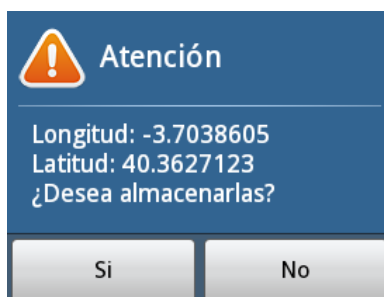 Atención
Longitud: -3.7038605
Latitud: 40.3627123
¿Desea almacenarlas?
Si
No